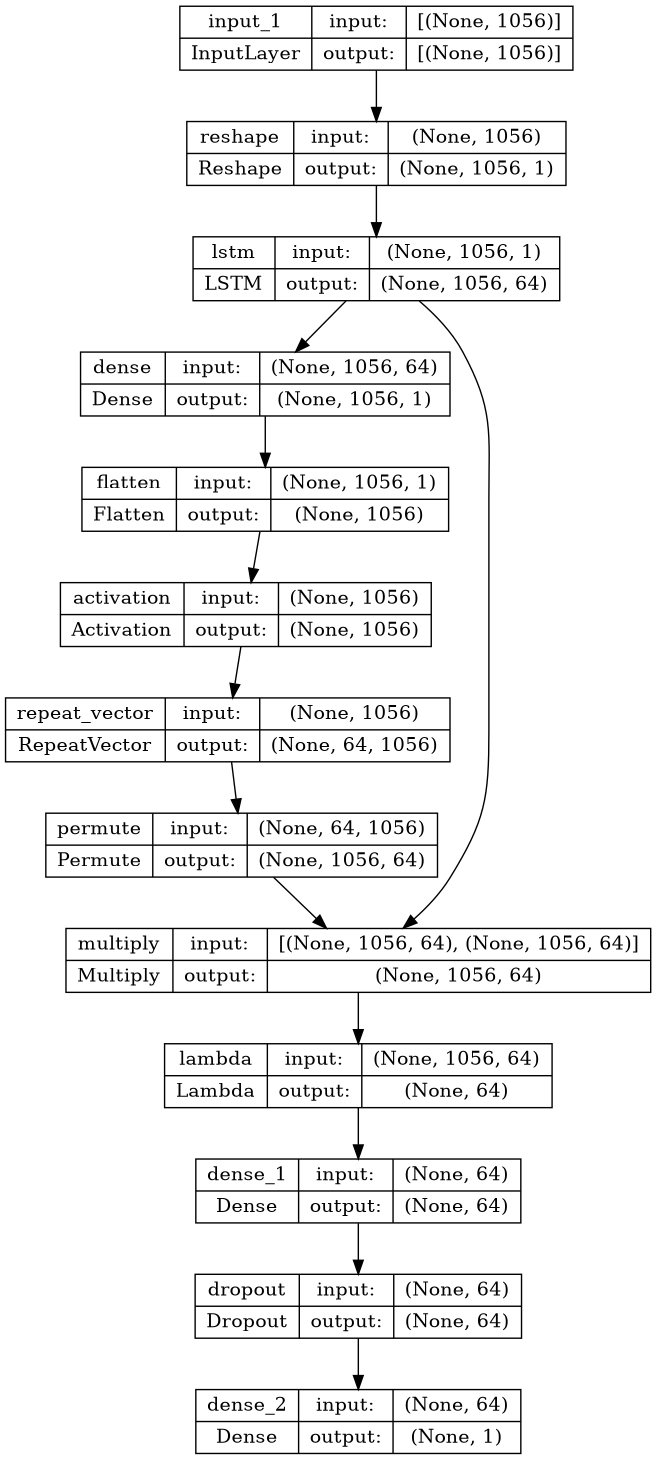 input_1 input: [(None, 1056)]
InputLayer output: [(None, 1056)]
reshape input: (None, 1056)
Reshape output: (None, 1056, 1)
lstm input: (None, 1056, 1)
LSTM output: (None, 1056, 64)
dense input: (None, 1056, 64)
Dense output: (None, 1056, 1)
flatten input: (None, 1056, 1)
Flatten output: (None, 1056)
activation input: (None, 1056)
Activation output: (None, 1056)
repeat_vector input: (None, 1056)
RepeatVector output: (None, 64, 1056)
permute input: (None, 64, 1056)
Permute output: (None, 1056, 64)
multiply input: [(None, 1056, 64), (None, 1056, 64)]
Multiply output: (None, 1056, 64)
lambda input: (None, 1056, 64)
Lambda output: (None, 64)
dense_1 input: (None, 64)
Dense output: (None, 64)
dropout input: (None, 64)
Dropout output: (None, 64)
dense_2 input: (None, 64)
Dense output: (None, 1)